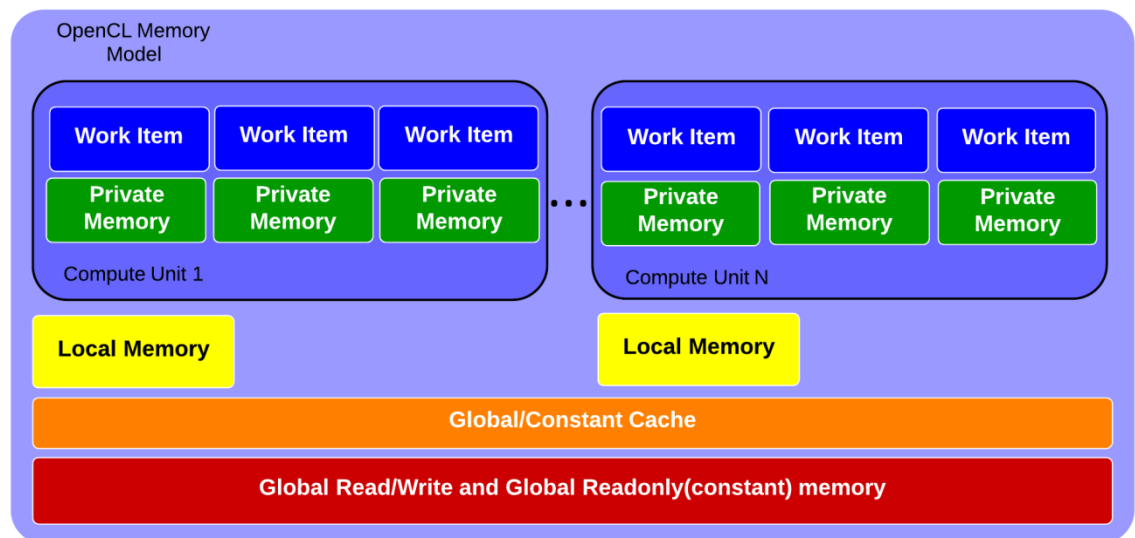 OpenCL Memory
Model
Work Item
Work Item
Work Item
Private
Memory
Private
Memory
Private
Memory
Compute Unit 1
...
Work Item
Work Item
Work Item
Private
Memory
Private
Memory
Private
Memory
Compute Unit N
Local Memory
Local Memory
Global/Constant Cache
Global Read/Write and Global Readonly(constant) memory